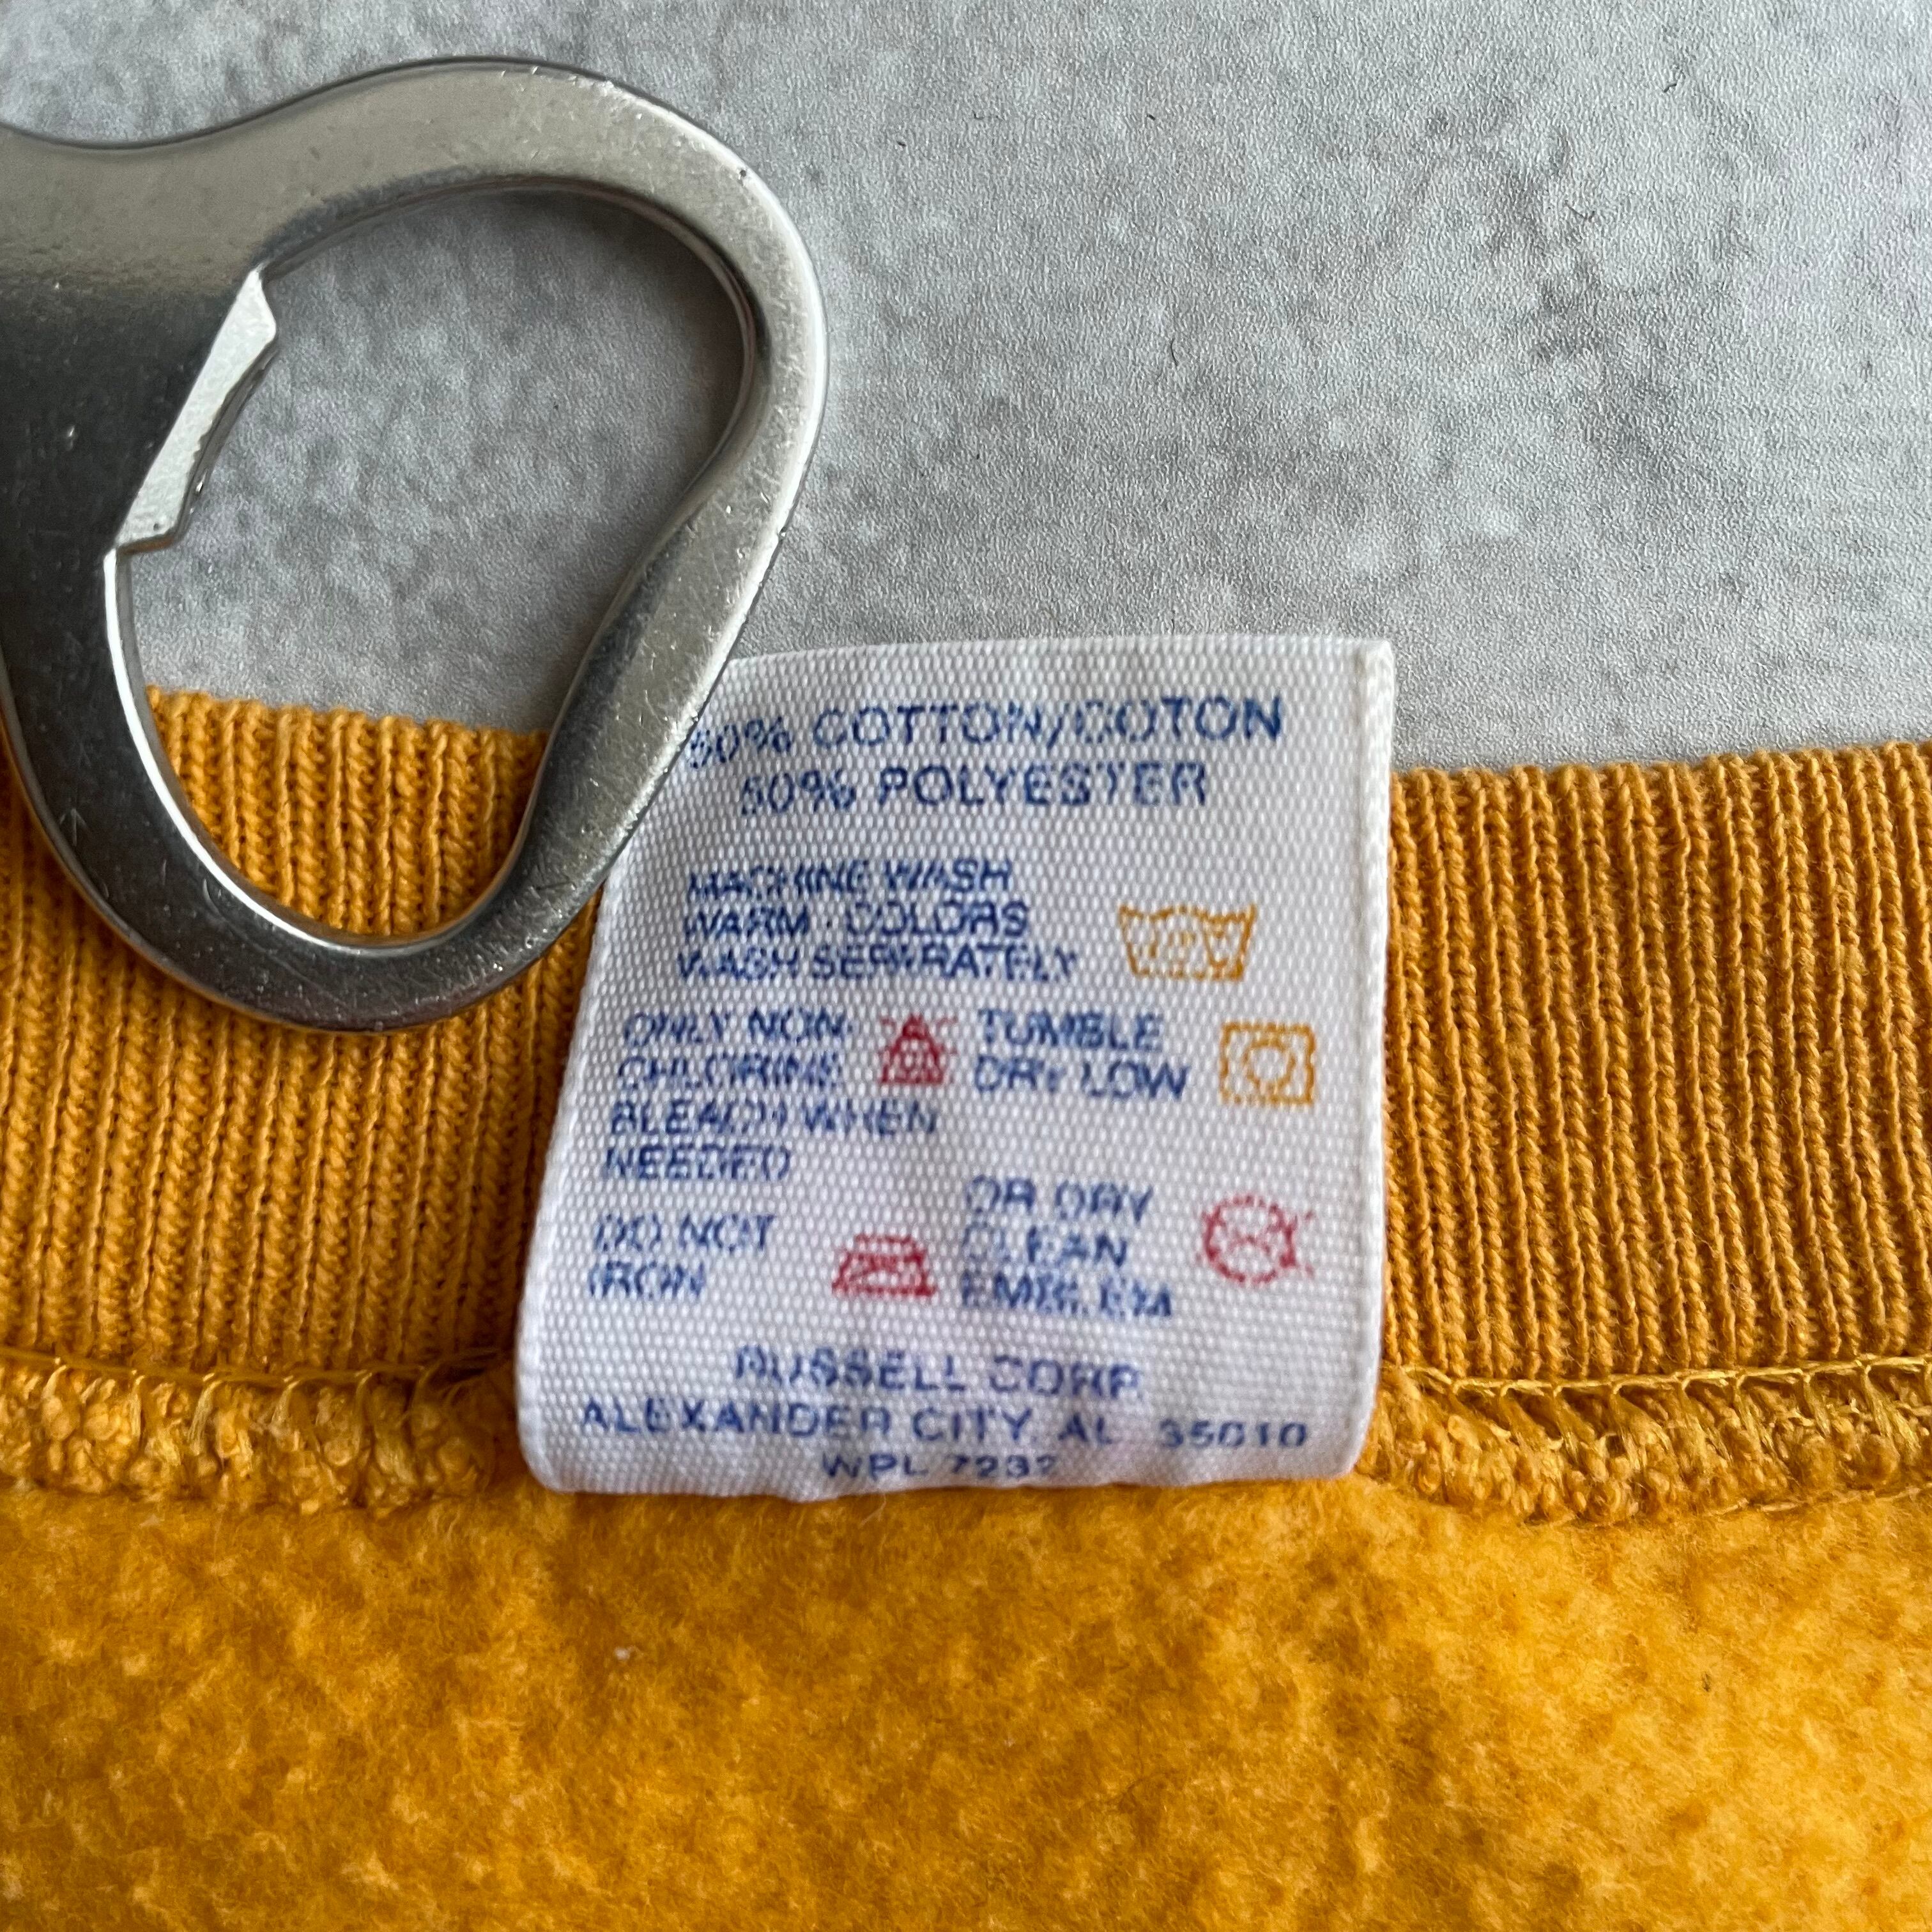 50% COTTON/COTON
50% POLYESTER
MACHINE WASH
WARM · COLORS
WASH SEPARATELY
ONLY NON-
CHLORINE
BLEACH WHEN
NEEDED
TUMBLE
DRY LOW
DO NOT
IRON
OR DRY
CLEAN
EMBLEM
RUSSELL CORP.
ALEXANDER CITY, AL 35010
WPL 7232